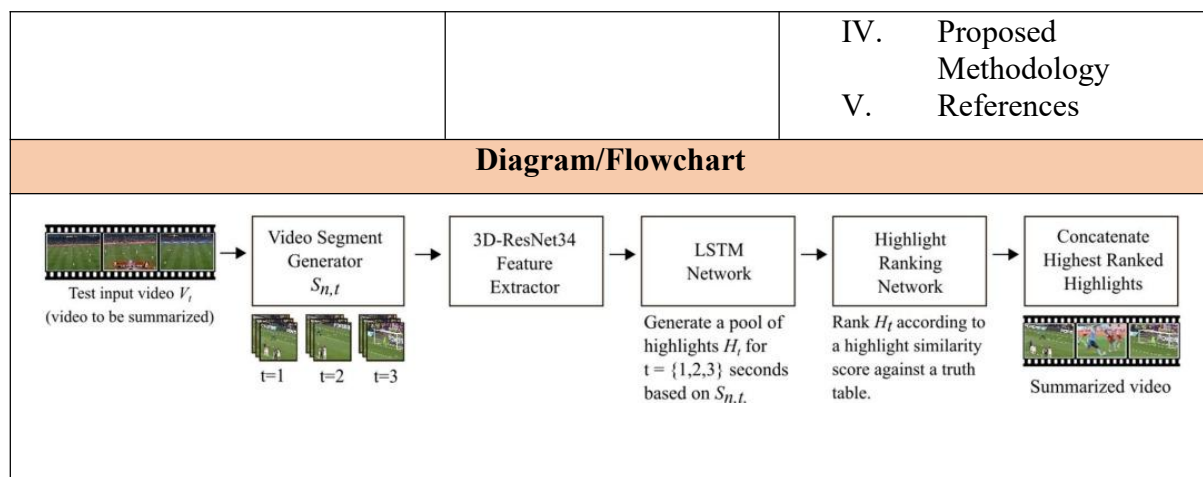 IV. Proposed
Methodology
V. References
Diagram/Flowchart
Test input video Vt
(video to be summarized)
Video Segment
Generator
Sn,t
t=1 t=2 t=3
3D-ResNet34
Feature
Extractor
LSTM
Network
Generate a pool of
highlights Ht for
t = {1,2,3} seconds
based on Sn,t.
Highlight
Ranking
Network
Rank Ht according to
a highlight similarity
score against a truth
table.
Concatenate
Highest Ranked
Highlights
Summarized video